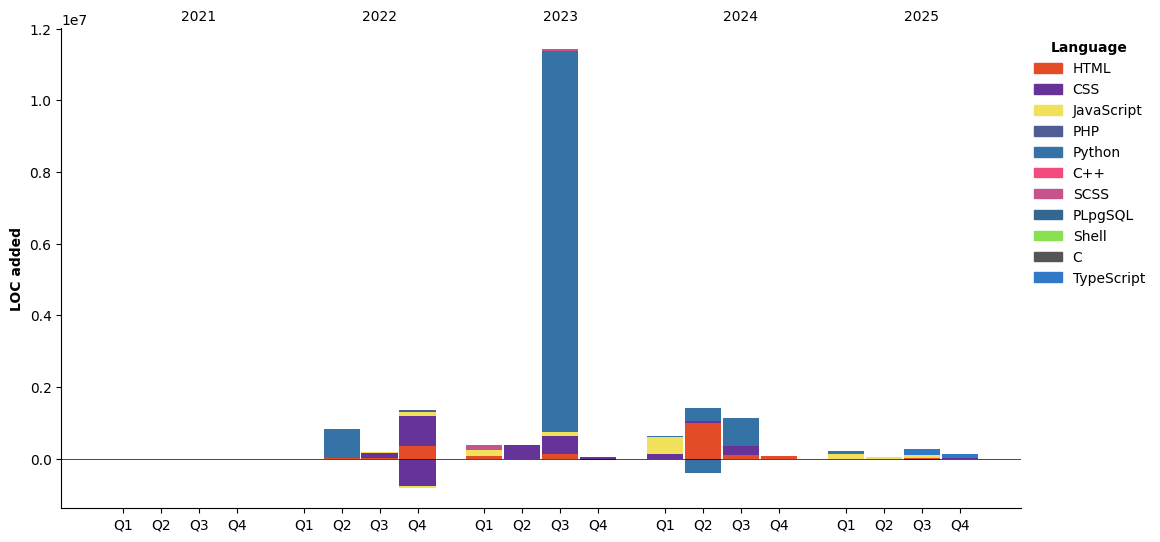 2021 2022 2023 2024 2025
1e7
1.2
1.0
0.8
0.6
0.4
0.2
0.0
LOC added
Q1 Q2 Q3 Q4 Q1 Q2 Q3 Q4 Q1 Q2 Q3 Q4 Q1 Q2 Q3 Q4 Q1 Q2 Q3 Q4
Language
HTML
CSS
JavaScript
PHP
Python
C++
SCSS
PLpgSQL
Shell
C
TypeScript